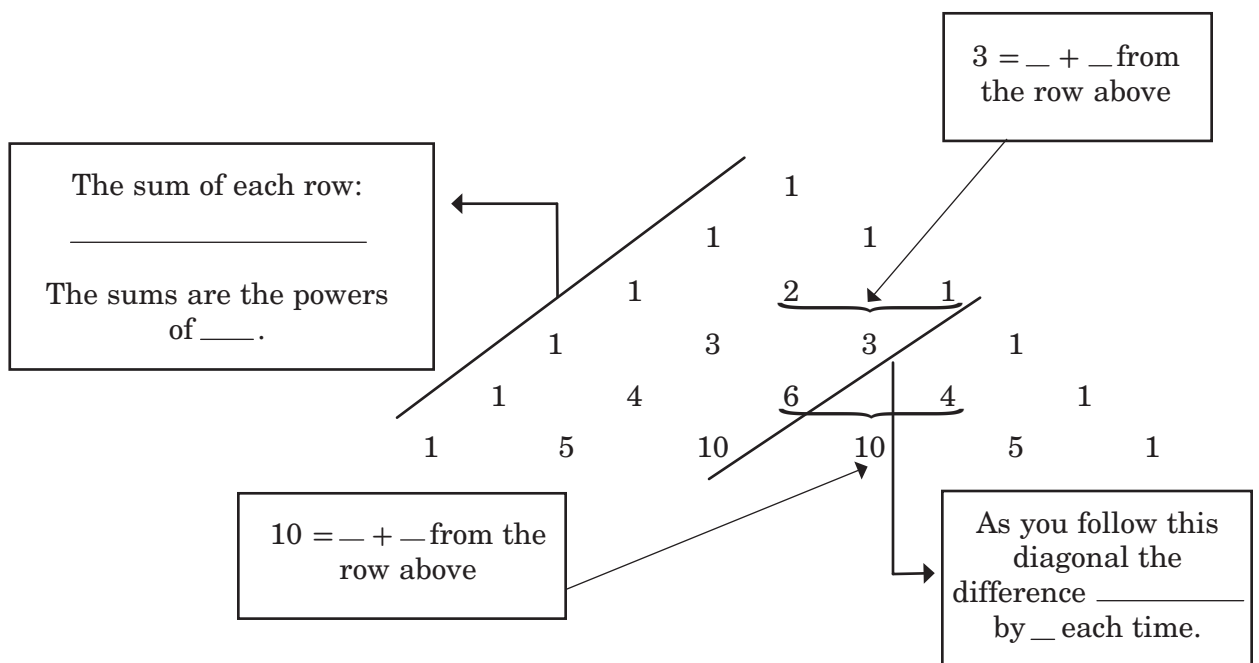 3 = __ + __ from
the row above
The sum of each row:
____________________
The sums are the powers
of ___ .
1
1 1
1 2 1
1 3 3 1
1 4 6 4 1
1 5 10 10 5 1
10 = __ + __ from the
row above
As you follow this
diagonal the
difference __________
by __ each time.